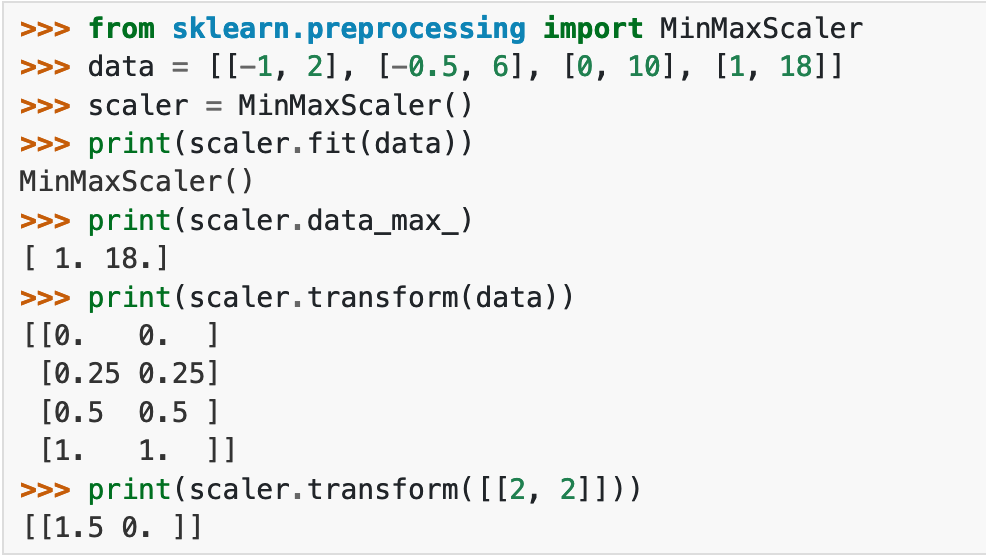 >>> from sklearn.preprocessing import MinMaxScaler
>>> data = [[-1, 2], [-0.5, 6], [0, 10], [1, 18]]
>>> scaler = MinMaxScaler()
>>> print(scaler.fit(data))
MinMaxScaler()
>>> print(scaler.data_max_)
[ 1. 18.]
>>> print(scaler.transform(data))
[[0.   0.  ]
 [0.25 0.25]
 [0.5  0.5 ]
 [1.   1.  ]]
>>> print(scaler.transform([[2, 2]]))
[[1.5 0. ]]